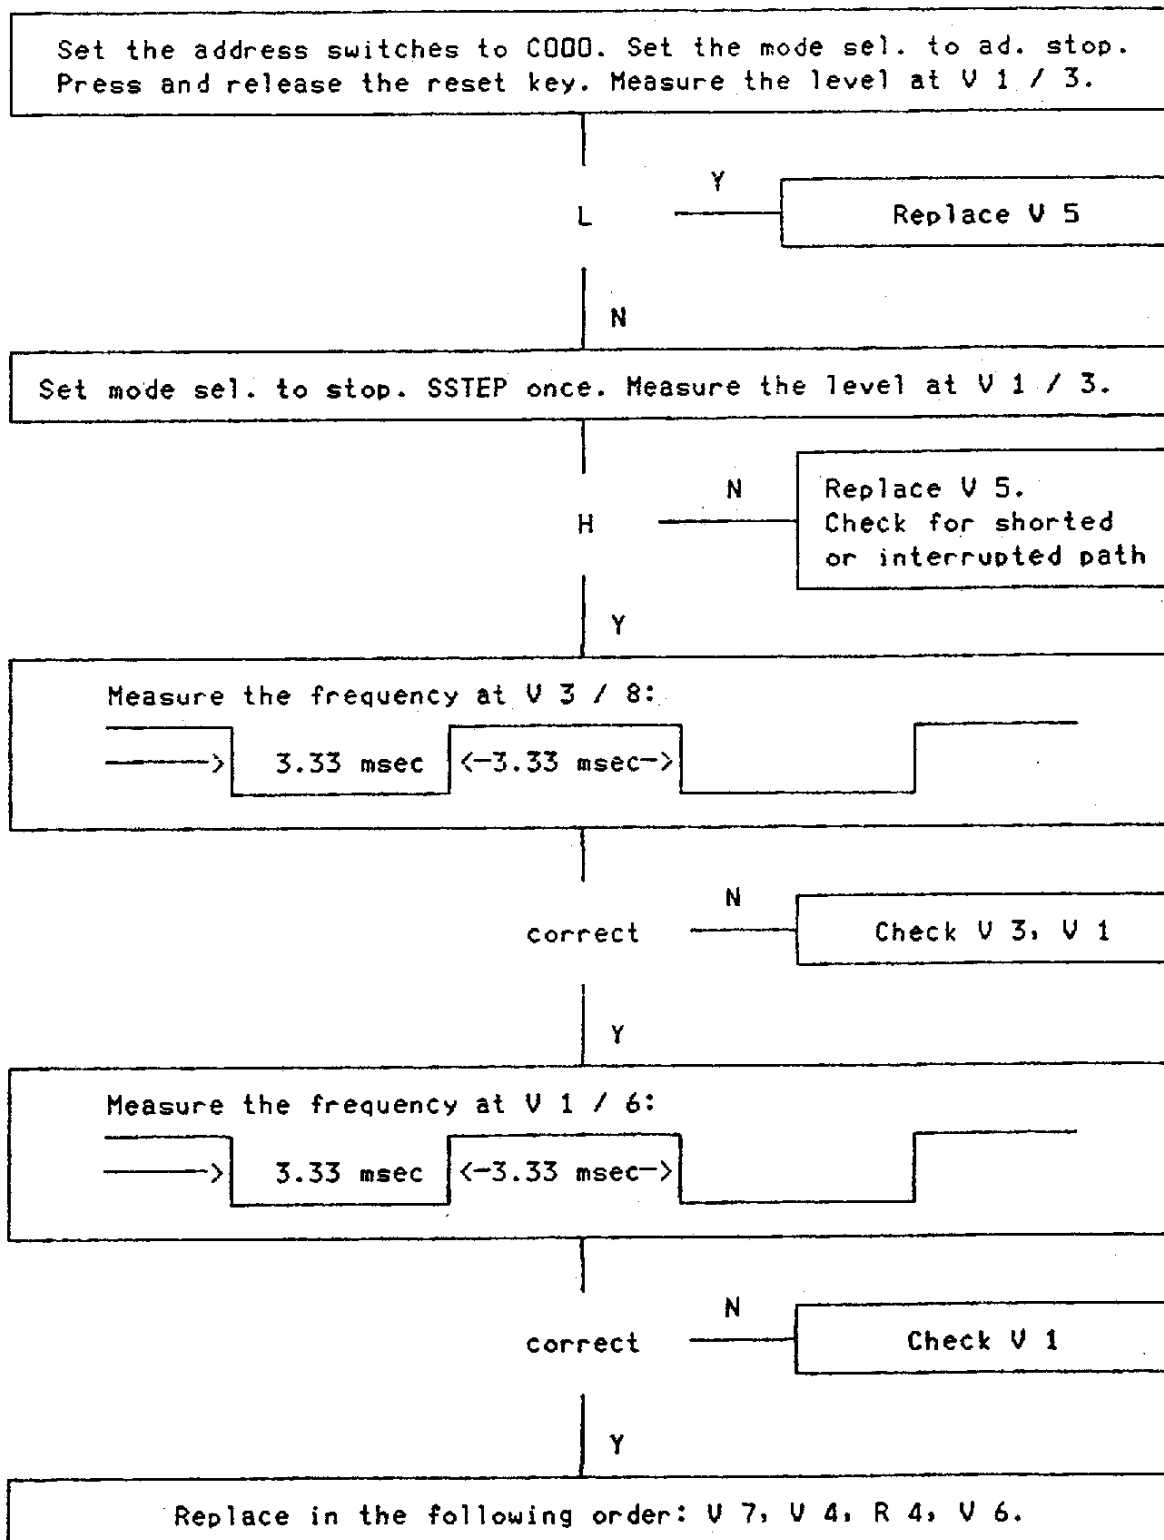 Set the address switches to C000. Set the mode sel. to ad. stop.
Press and release the reset key. Measure the level at V 1 / 3.
Y
L
Replace V 5
N
Set mode sel. to stop. SSTEP once. Measure the level at V 1 / 3.
N
H
Replace V 5.
Check for shorted
or interrupted path
Y
Measure the frequency at V 3 / 8:
——> 3.33 msec <-3.33 msec->
N
correct
Check V 3, V 1
Y
Measure the frequency at V 1 / 6:
——> 3.33 msec <-3.33 msec->
N
correct
Check V 1
Y
Replace in the following order: V 7, V 4, R 4, V 6.